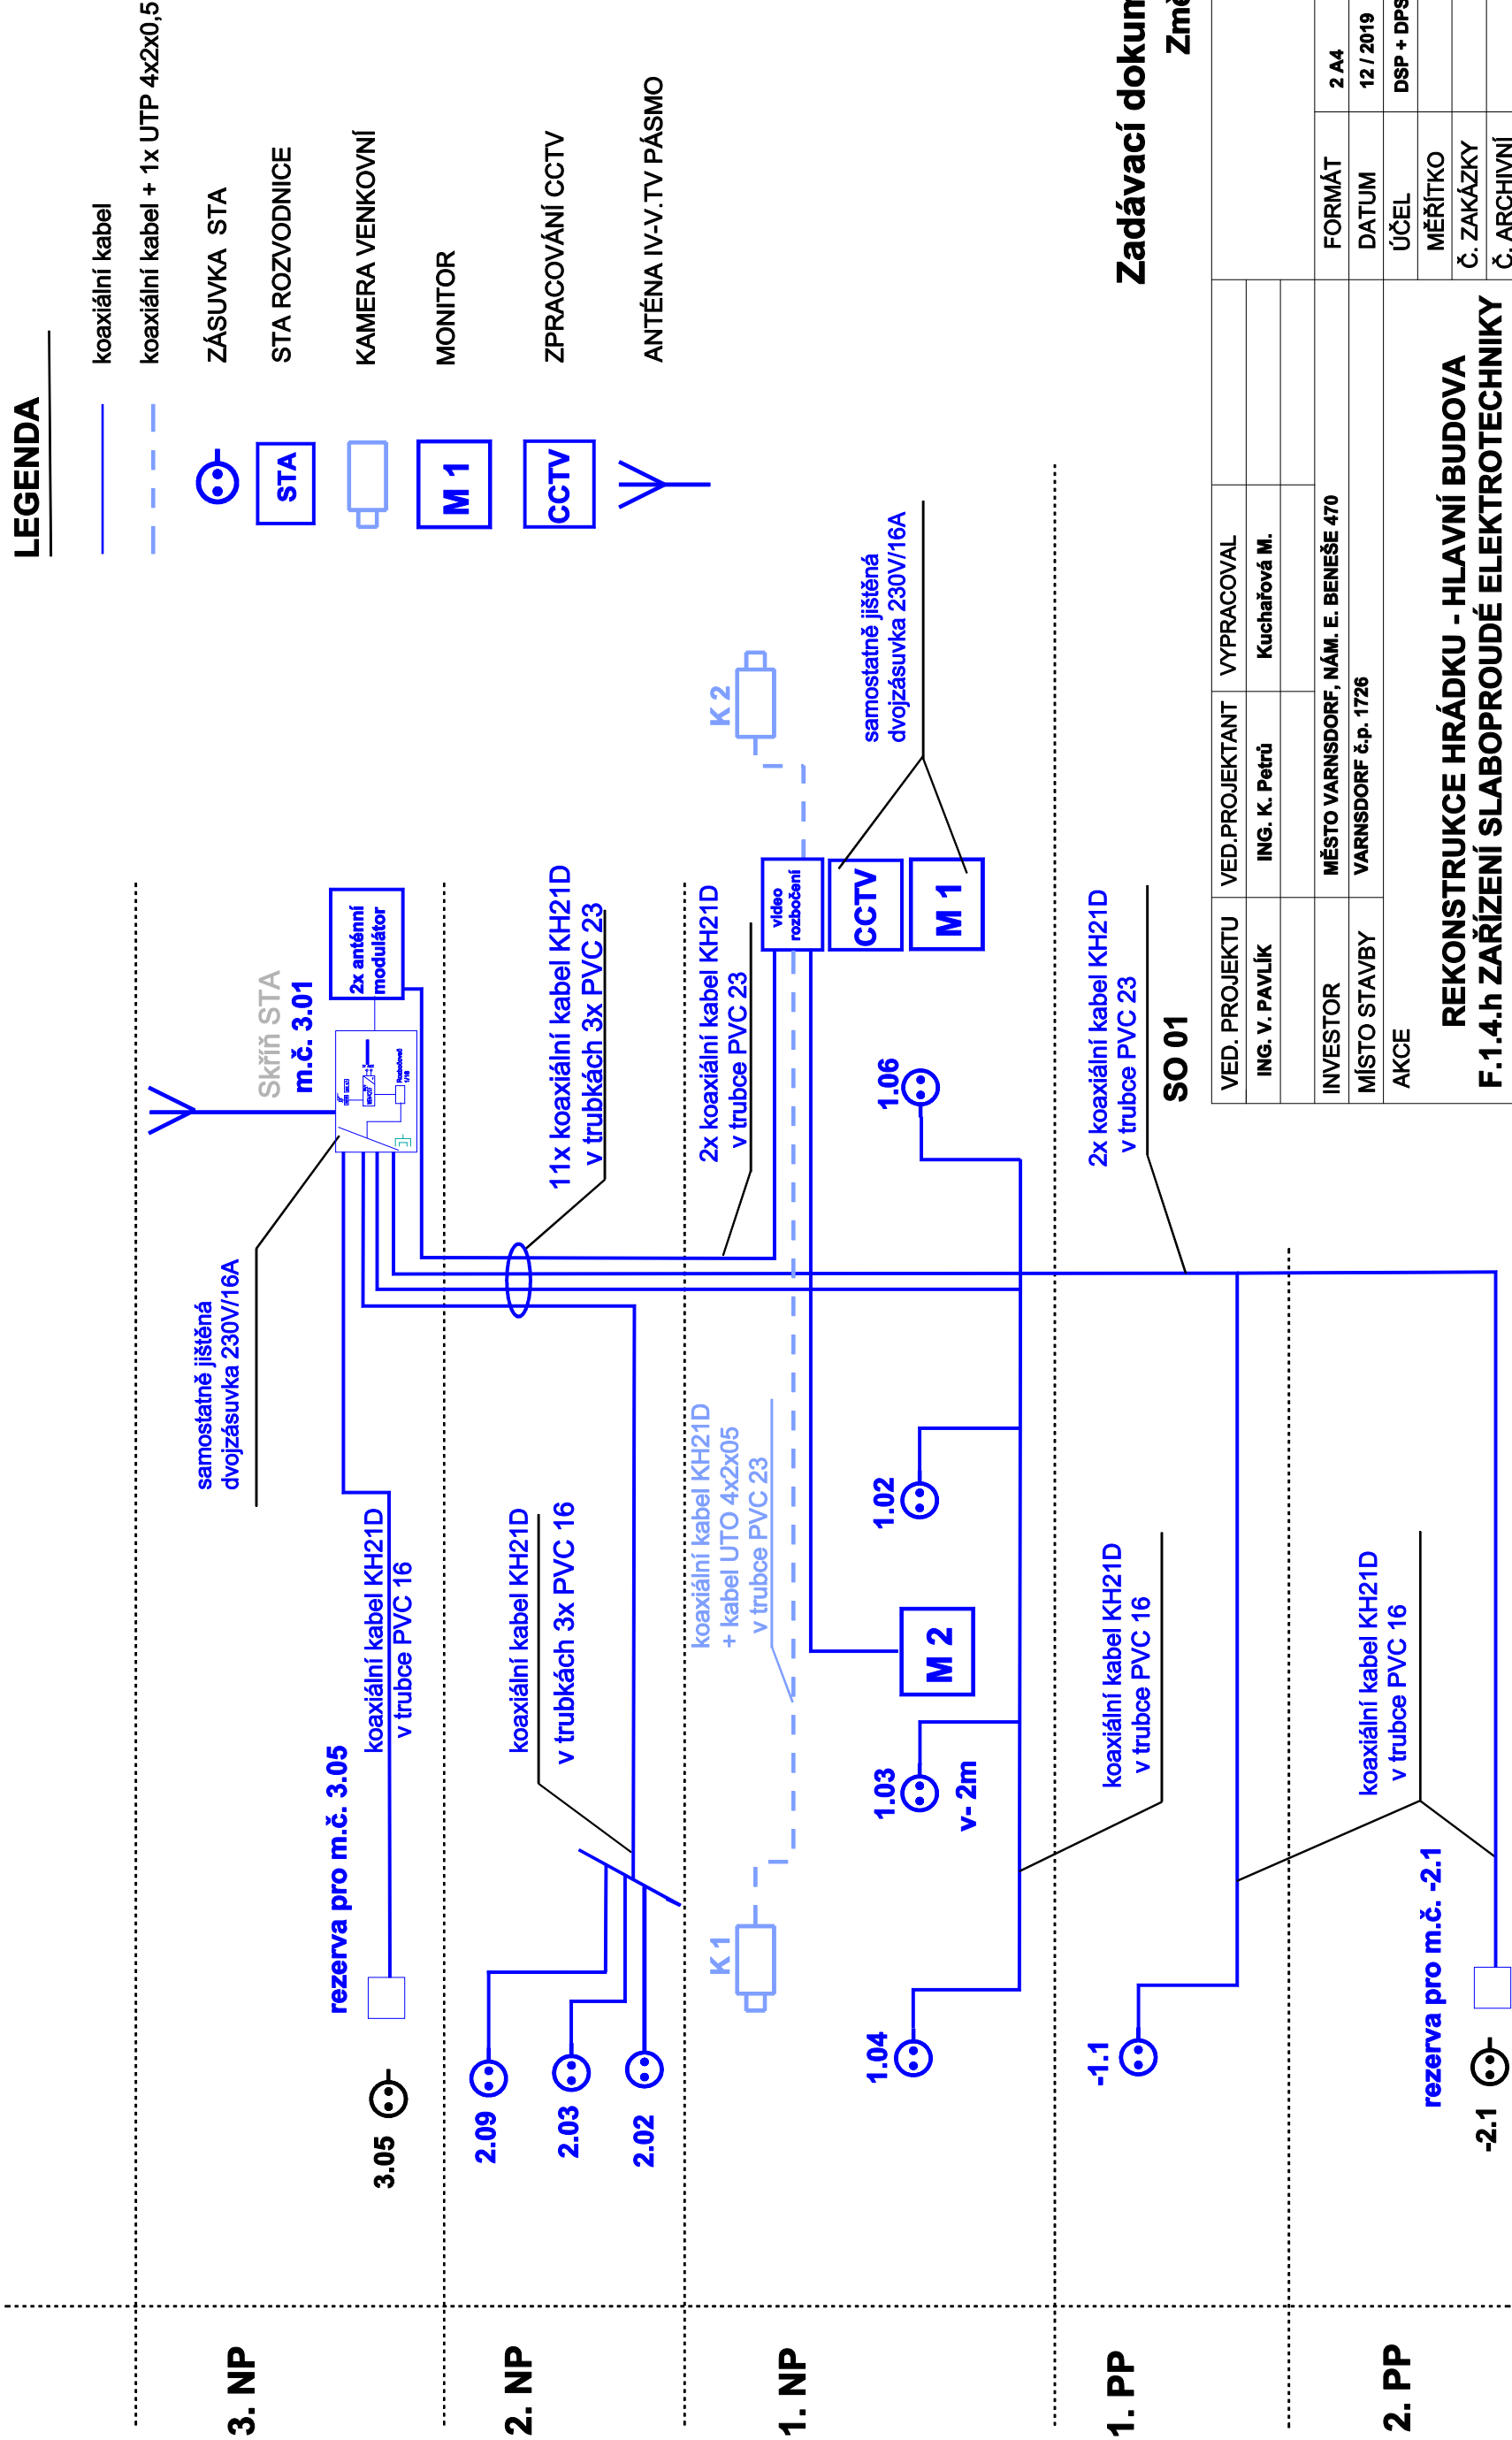 LEGENDA
koaxiální kabel
koaxiální kabel + 1x UTP 4x2x0,5
ZÁSUVKA STA
STA
STA ROZVODNICE
KAMERA VENKOVNÍ
M 1
MONITOR
CCTV
ZPRACOVÁNÍ CCTV
ANTÉNA IV-V.TV PÁSMO
3. NP
samostatně jištěná
dvojzásuvka 230V/16A
Skříň STA
m.č. 3.01
2x anténní
modulátor
Rozbočovač
rezerva pro m.č. 3.05
koaxiální kabel KH21D
v trubce PVC 16
3.05
2. NP
2.09
2.03
2.02
koaxiální kabel KH21D
v trubkách 3x PVC 16
11x koaxiální kabel KH21D
v trubkách 3x PVC 23
1. NP
K 1
koaxiální kabel KH21D
+ kabel UTO 4x2x05
v trubce PVC 23
2x koaxiální kabel KH21D
v trubce PVC 23
K 2
video
rozbočení
CCTV
M 1
samostatně jištěná
dvojzásuvka 230V/16A
1.04
1.03
v- 2m
M 2
1.02
1.06
1. PP
-1.1
koaxiální kabel KH21D
v trubce PVC 16
2x koaxiální kabel KH21D
v trubce PVC 23
2. PP
rezerva pro m.č. -2.1
-2.1
koaxiální kabel KH21D
v trubce PVC 16
SO 01
Zadávací dokum
Změ
VED. PROJEKTU VED.PROJEKTANT VYPRACOVAL
ING. V. PAVLÍK ING. K. Petrů Kuchařová M.
INVESTOR MĚSTO VARNSDORF, NÁM. E. BENEŠE 470 FORMÁT 2 A4
MÍSTO STAVBY VARNSDORF č.p. 1726 DATUM 12 / 2019
AKCE ÚČEL DSP + DPS
MĚŘÍTKO
REKONSTRUKCE HRÁDKU - HLAVNÍ BUDOVA Č. ZAKÁZKY
F.1.4.h ZAŘÍZENÍ SLABOPROUDÉ ELEKTROTECHNIKY Č. ARCHIVNÍ